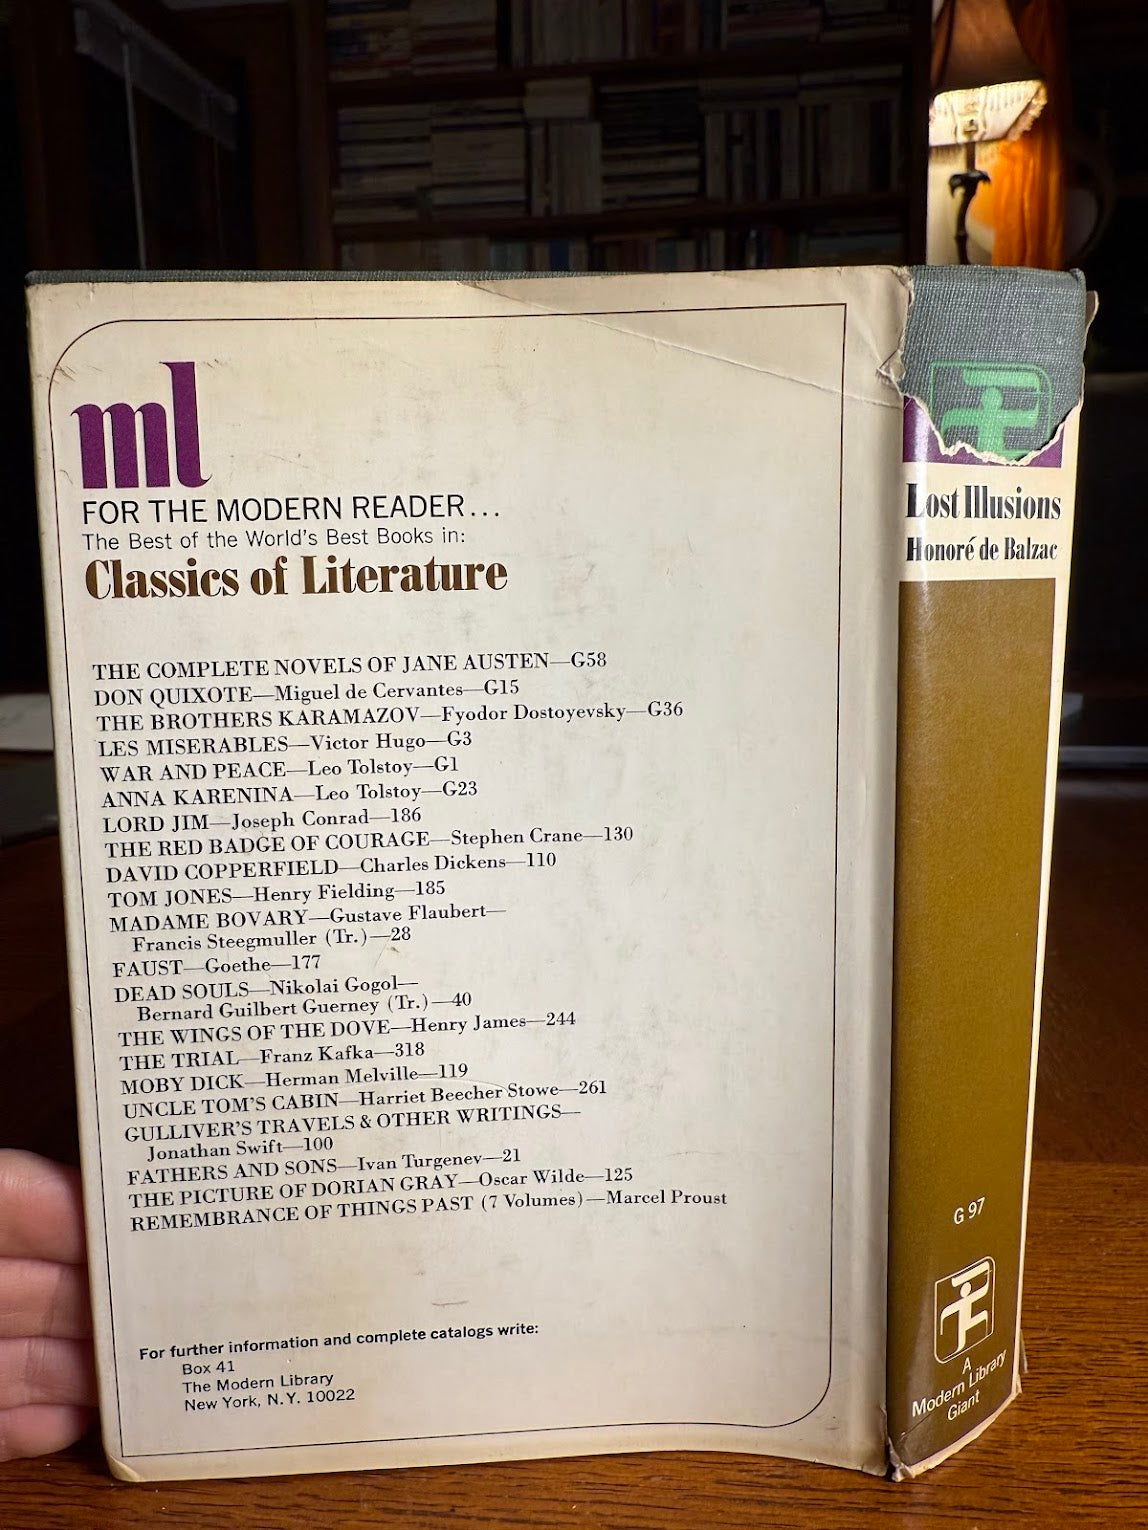 ml
FOR THE MODERN READER...
The Best of the World's Best Books in:
Classics of Literature
THE COMPLETE NOVELS OF JANE AUSTEN—G58
DON QUIXOTE—Miguel de Cervantes—G15
THE BROTHERS KARAMAZOV—Fyodor Dostoyevsky—G36
LES MISERABLES—Victor Hugo—G3
WAR AND PEACE—Leo Tolstoy—G1
ANNA KARENINA—Leo Tolstoy—G23
LORD JIM—Joseph Conrad—186
THE RED BADGE OF COURAGE—Stephen Crane—130
DAVID COPPERFIELD—Charles Dickens—110
TOM JONES—Henry Fielding—185
MADAME BOVARY—Gustave Flaubert—
Francis Steegmuller (Tr.)—28
FAUST—Goethe—177
DEAD SOULS—Nikolai Gogol—
Bernard Guilbert Guerney (Tr.)—40
THE WINGS OF THE DOVE—Henry James—244
THE TRIAL—Franz Kafka—318
MOBY DICK—Herman Melville—119
UNCLE TOM'S CABIN—Harriet Beecher Stowe—261
GULLIVER'S TRAVELS & OTHER WRITINGS—
Jonathan Swift—100
FATHERS AND SONS—Ivan Turgenev—21
THE PICTURE OF DORIAN GRAY—Oscar Wilde—125
REMEMBRANCE OF THINGS PAST (7 Volumes)—Marcel Proust
For further information and complete catalogs write:
Box 41
The Modern Library
New York, N.Y. 10022
Lost Illusions
Honoré de Balzac
G 97
A
Modern Library
Giant